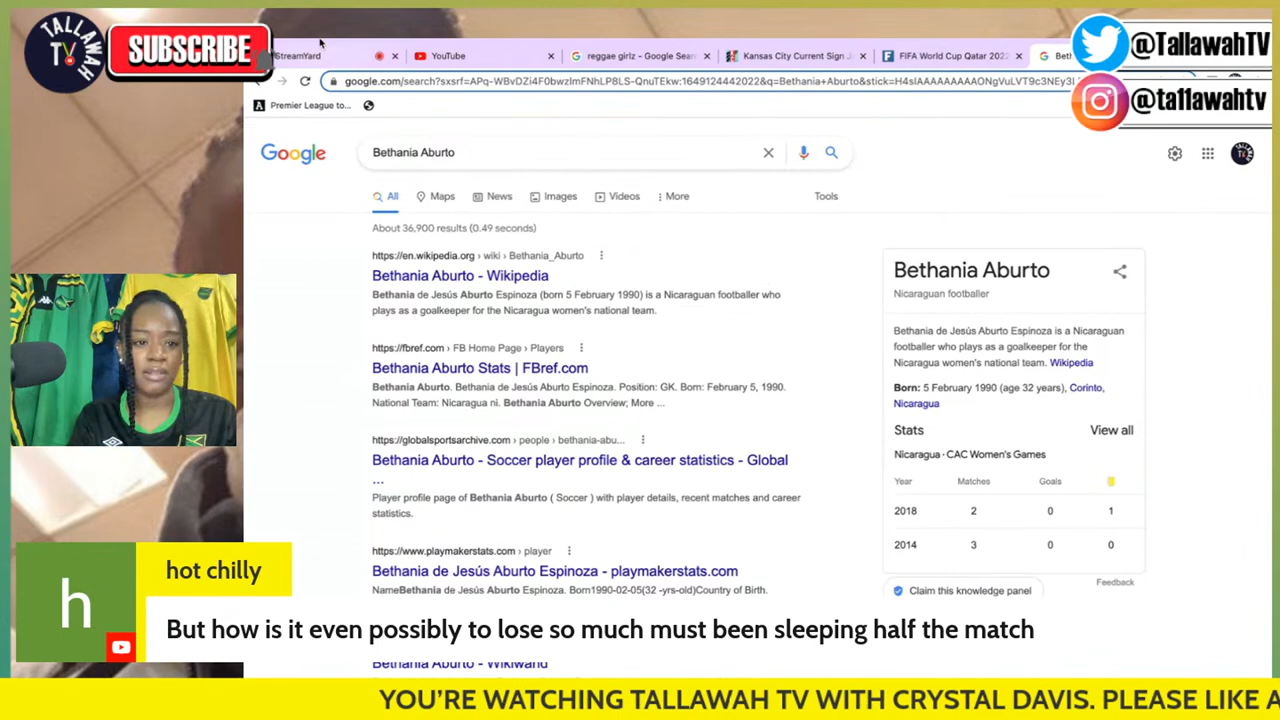 TALLAWAH
TV
SUBSCRIBE
StreamYard
YouTube
reggae girlz - Google Sear
Kansas City Current Sign J
FIFA World Cup Qatar 2022
Bet
@TallawahTV
@ta11awahtv
google.com/search?sxsrf=APq-WBvDZi4F0bwzlmFNhLP8LS-QnuTEkw:1649124442022&q=Bethania+Aburto&stick=
Premier League to...
Google
Bethania Aburto
All
Maps
News
Images
Videos
More
Tools
About 36,900 results (0.49 seconds)
https://en.wikipedia.org › wiki › Bethania_Aburto
Bethania Aburto - Wikipedia
Bethania de Jesús Aburto Espinoza (born 5 February 1990) is a Nicaraguan footballer who
plays as a goalkeeper for the Nicaragua women's national team.
https://fbref.com › FB Home Page › Players
Bethania Aburto Stats | FBref.com
Bethania Aburto. Bethania de Jesús Aburto Espinoza. Position: GK. Born: February 5, 1990.
National Team: Nicaragua ni. Bethania Aburto Overview; More ...
https://globalsportsarchive.com › people › bethania-abu...
Bethania Aburto - Soccer player profile & career statistics - Global
...
Player profile page of Bethania Aburto ( Soccer ) with player details, recent matches and career
statistics.
https://www.playmakerstats.com › player
Bethania de Jesús Aburto Espinoza - playmakerstats.com
NameBethania de Jesús Aburto Espinoza. Born1990-02-05(32 -yrs-old)Country of Birth.
Bethania Aburto - Wikiwand
Bethania Aburto
Nicaraguan footballer
Bethania de Jesús Aburto Espinoza is a Nicaraguan
footballer who plays as a goalkeeper for the
Nicaragua women's national team. Wikipedia
Born: 5 February 1990 (age 32 years), Corinto,
Nicaragua
Stats
View all
Nicaragua · CAC Women's Games
Year Matches Goals
2018 2 0 1
2014 3 0 0
Feedback
Claim this knowledge panel
h
hot chilly
But how is it even possibly to lose so much must been sleeping half the match
YOU'RE WATCHING TALLAWAH TV WITH CRYSTAL DAVIS. PLEASE LIKE A